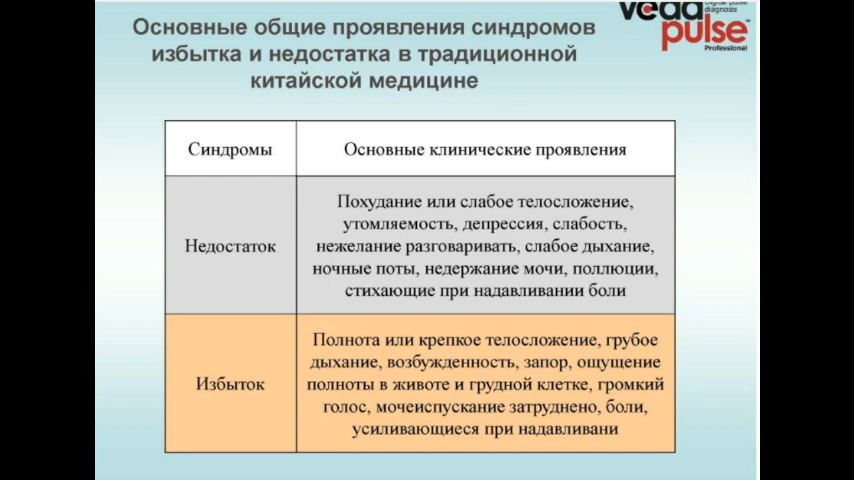 Основные общие проявления синдромов
избытка и недостатка в традиционной
китайской медицине
veda
digital pulse
diagnosis
pulse
Professional
Синдромы
Основные клинические проявления
Недостаток
Похудание или слабое телосложение,
утомляемость, депрессия, слабость,
нежелание разговаривать, слабое дыхание,
ночные поты, недержание мочи, поллюции,
стихающие при надавливании боли
Избыток
Полнота или крепкое телосложение, грубое
дыхание, возбужденность, запор, ощущение
полноты в животе и грудной клетке, громкий
голос, мочеиспускание затруднено, боли,
усиливающиеся при надавливани